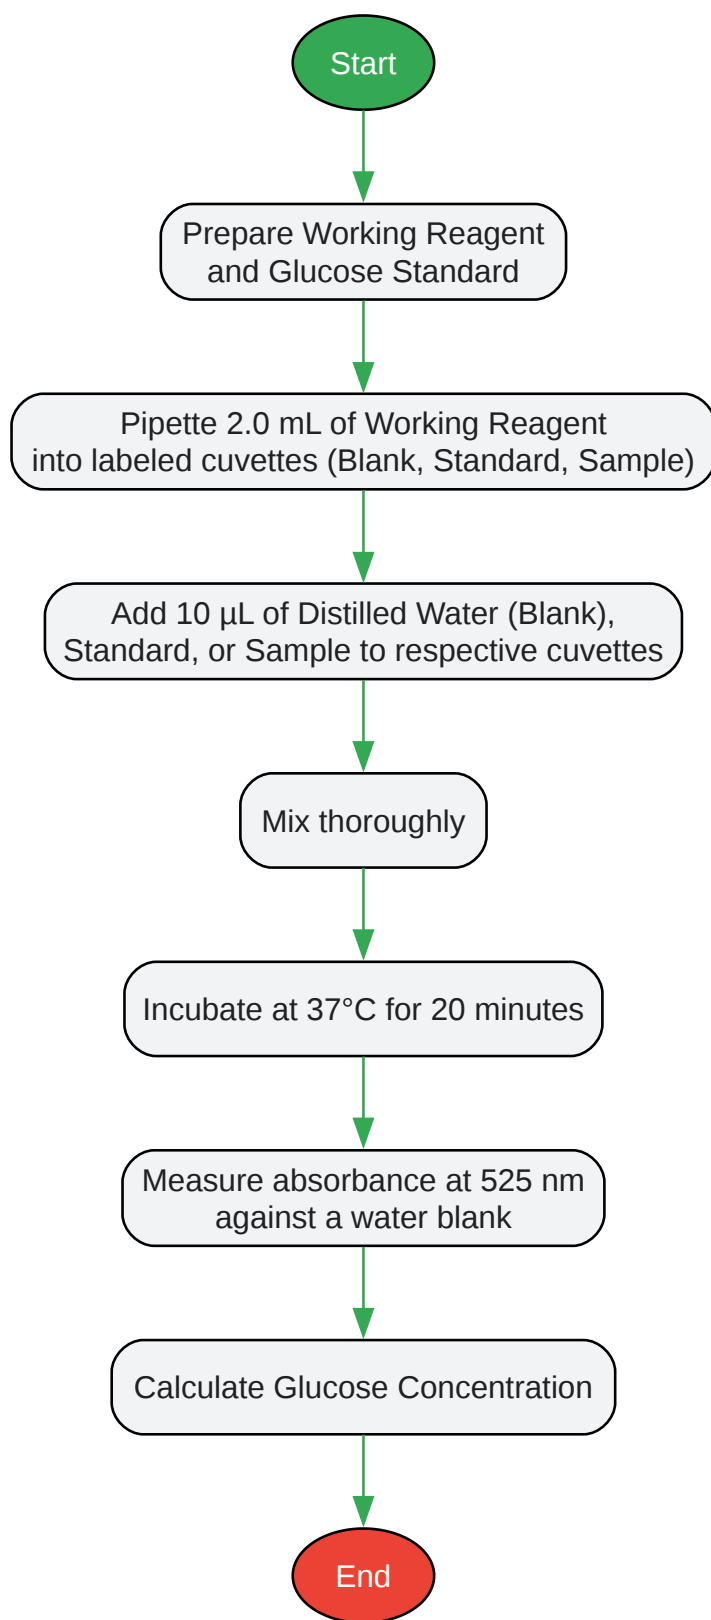 Start
Prepare Working Reagent
and Glucose Standard
Pipette 2.0 mL of Working Reagent
into labeled cuvettes (Blank, Standard, Sample)
Add 10 µL of Distilled Water (Blank),
Standard, or Sample to respective cuvettes
Mix thoroughly
Incubate at 37°C for 20 minutes
Measure absorbance at 525 nm
against a water blank
Calculate Glucose Concentration
End